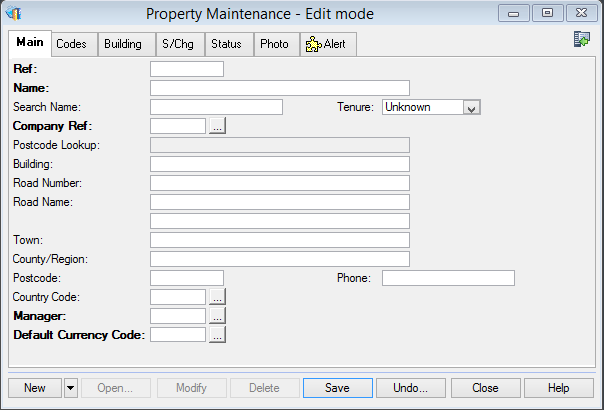 Property Maintenance - Edit mode
Main Codes Building S/Chg Status Photo Alert
Ref:
Name:
Search Name: Tenure: Unknown
Company Ref: ...
Postcode Lookup:
Building:
Road Number:
Road Name:
Town:
County/Region:
Postcode: Phone:
Country Code: ...
Manager: ...
Default Currency Code: ...
New Open... Modify Delete Save Undo... Close Help